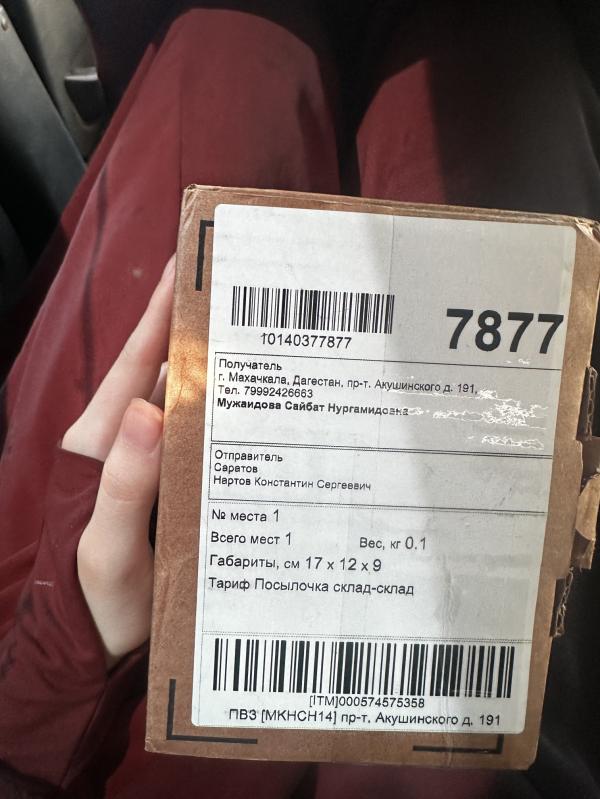 10140377877
7877
Получатель
г. Махачкала, Дагестан, пр-т. Акушинского д. 191,
Тел. 79992426663
Мужаидова Сайбат Нургамидовна
Отправитель
Саратов
Нартов Константин Сергеевич
№ места 1
Всего мест 1
Вес, кг 0.1
Габариты, см 17 x 12 x 9
Тариф Посылочка склад-склад
[ITM]000574575358
ПВЗ [MKHCH14] пр-т. Акушинского д. 191